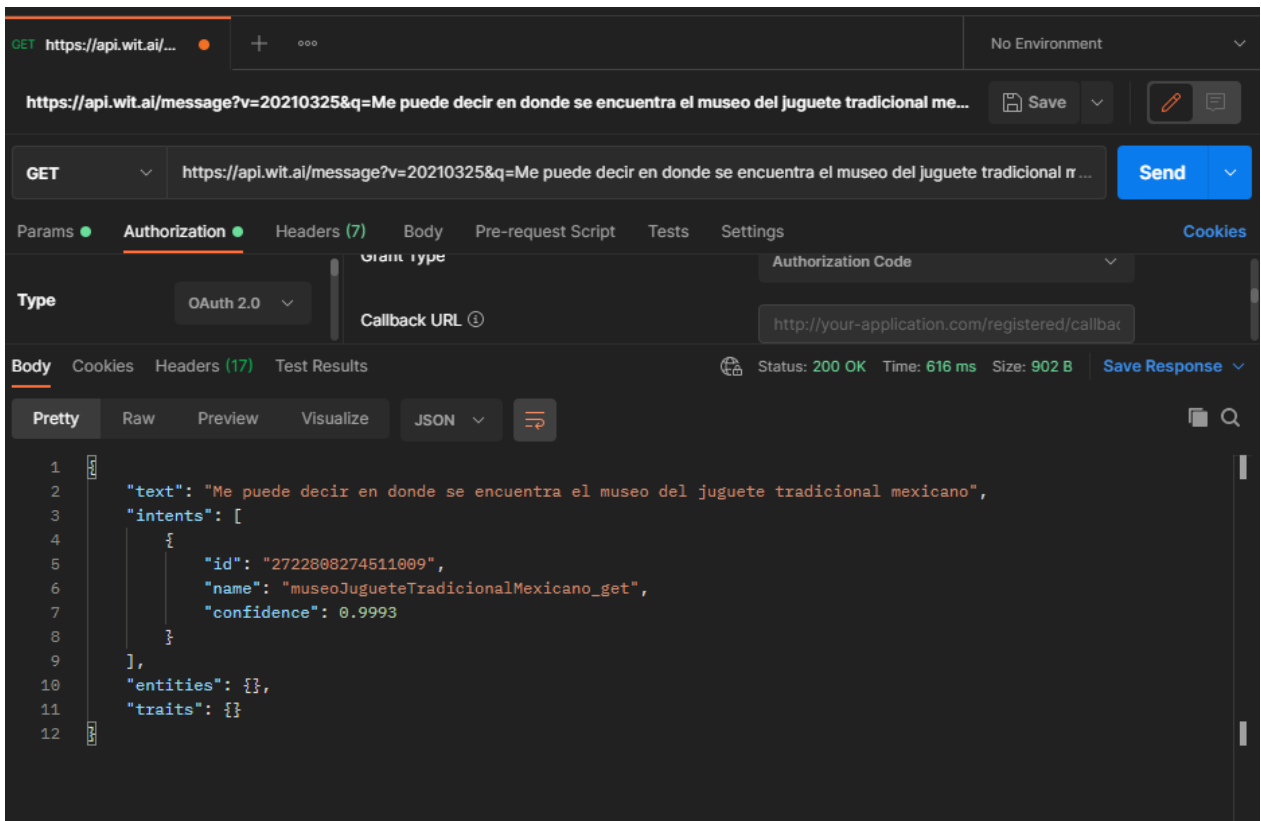 GET https://api.wit.ai/... + ooo No Environment
https://api.wit.ai/message?v=20210325&q=Me puede decir en donde se encuentra el museo del juguete tradicional me... Save
GET https://api.wit.ai/message?v=20210325&q=Me puede decir en donde se encuentra el museo del juguete tradicional m ... Send
Params Authorization Headers (7) Body Pre-request Script Tests Settings Cookies
Grant Type Authorization Code
Type OAuth 2.0
Callback URL http://your-application.com/registered/callbac
Body Cookies Headers (17) Test Results Status: 200 OK Time: 616 ms Size: 902 B Save Response
Pretty Raw Preview Visualize JSON
1 {
2 "text": "Me puede decir en donde se encuentra el museo del juguete tradicional mexicano",
3 "intents": [
4 {
5 "id": "2722808274511009",
6 "name": "museoJugueteTradicionalMexicano_get",
7 "confidence": 0.9993
8 }
9 ],
10 "entities": {},
11 "traits": {}
12 }